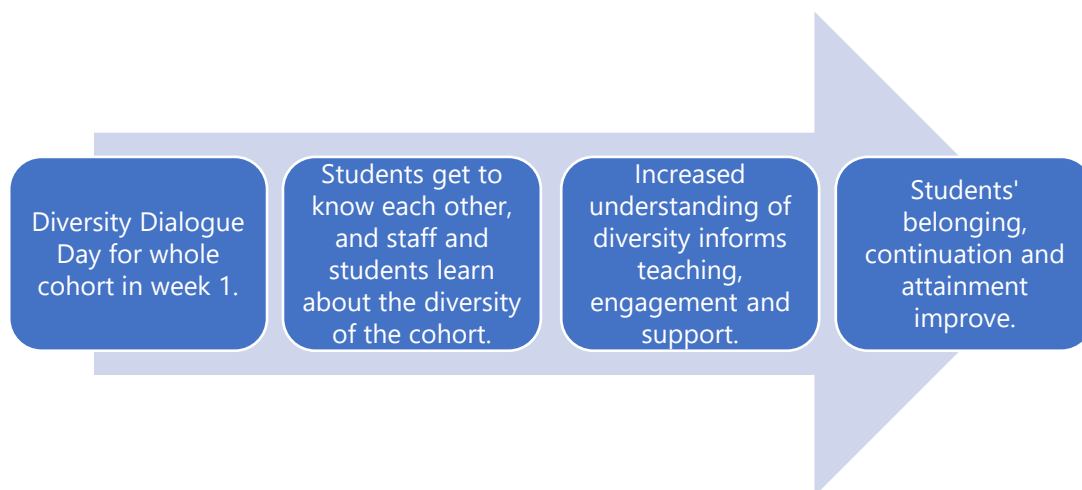 Diversity Dialogue
Day for whole
cohort in week 1.
Students get to
know each other,
and staff and
students learn
about the diversity
of the cohort.
Increased
understanding of
diversity informs
teaching,
engagement and
support.
Students'
belonging,
continuation and
attainment
improve.